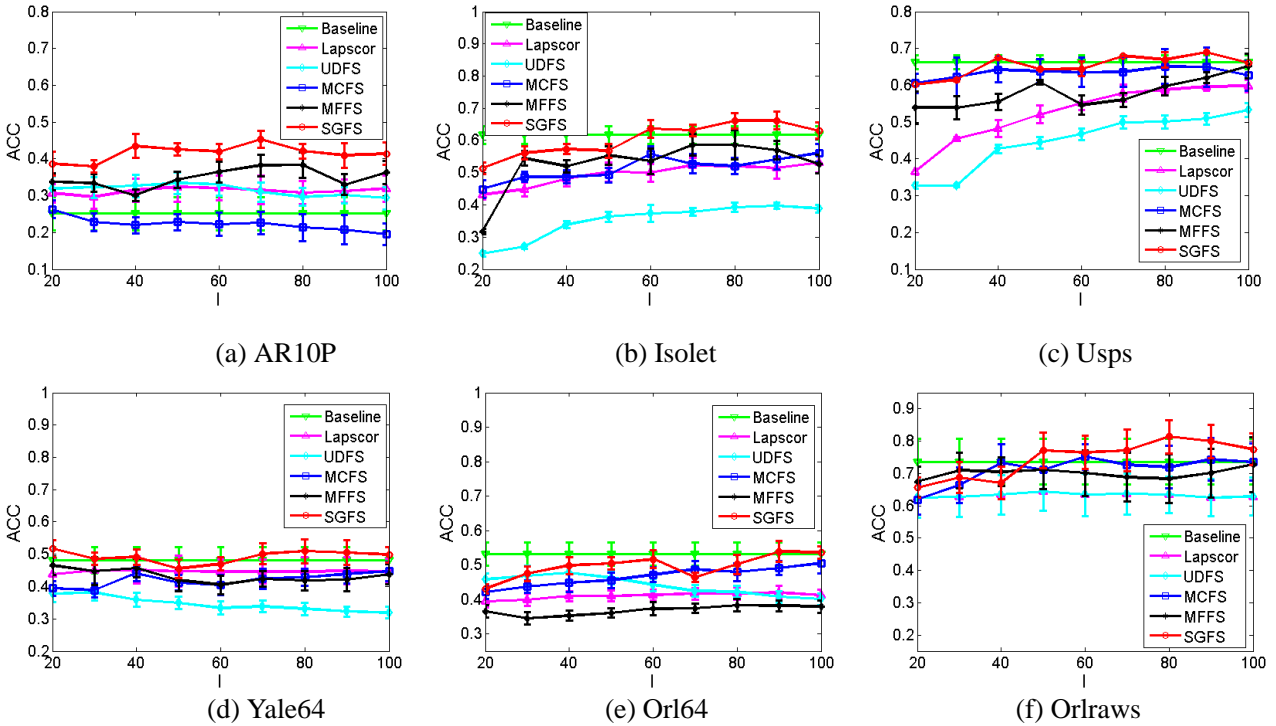 0.8
0.7
0.6
0.5
0.4
0.3
0.2
0.1
ACC
20 40 60 80 100
l
Baseline
Lapscor
UDFS
MCFS
MFFS
SGFS
(a) AR10P
1
0.9
0.8
0.7
0.6
0.5
0.4
0.3
0.2
ACC
20 40 60 80 100
l
Baseline
Lapscor
UDFS
MCFS
MFFS
SGFS
(b) Isolet
0.8
0.7
0.6
0.5
0.4
0.3
0.2
ACC
20 40 60 80 100
l
Baseline
Lapscor
UDFS
MCFS
MFFS
SGFS
(c) Usps
1
0.9
0.8
0.7
0.6
0.5
0.4
0.3
0.2
ACC
20 40 60 80 100
l
Baseline
Lapscor
UDFS
MCFS
MFFS
SGFS
(d) Yale64
1
0.9
0.8
0.7
0.6
0.5
0.4
0.3
ACC
20 40 60 80 100
l
Baseline
Lapscor
UDFS
MCFS
MFFS
SGFS
(e) Orl64
0.9
0.8
0.7
0.6
0.5
0.4
0.3
0.2
ACC
20 40 60 80 100
l
Baseline
Lapscor
UDFS
MCFS
MFFS
SGFS
(f) Orlraws